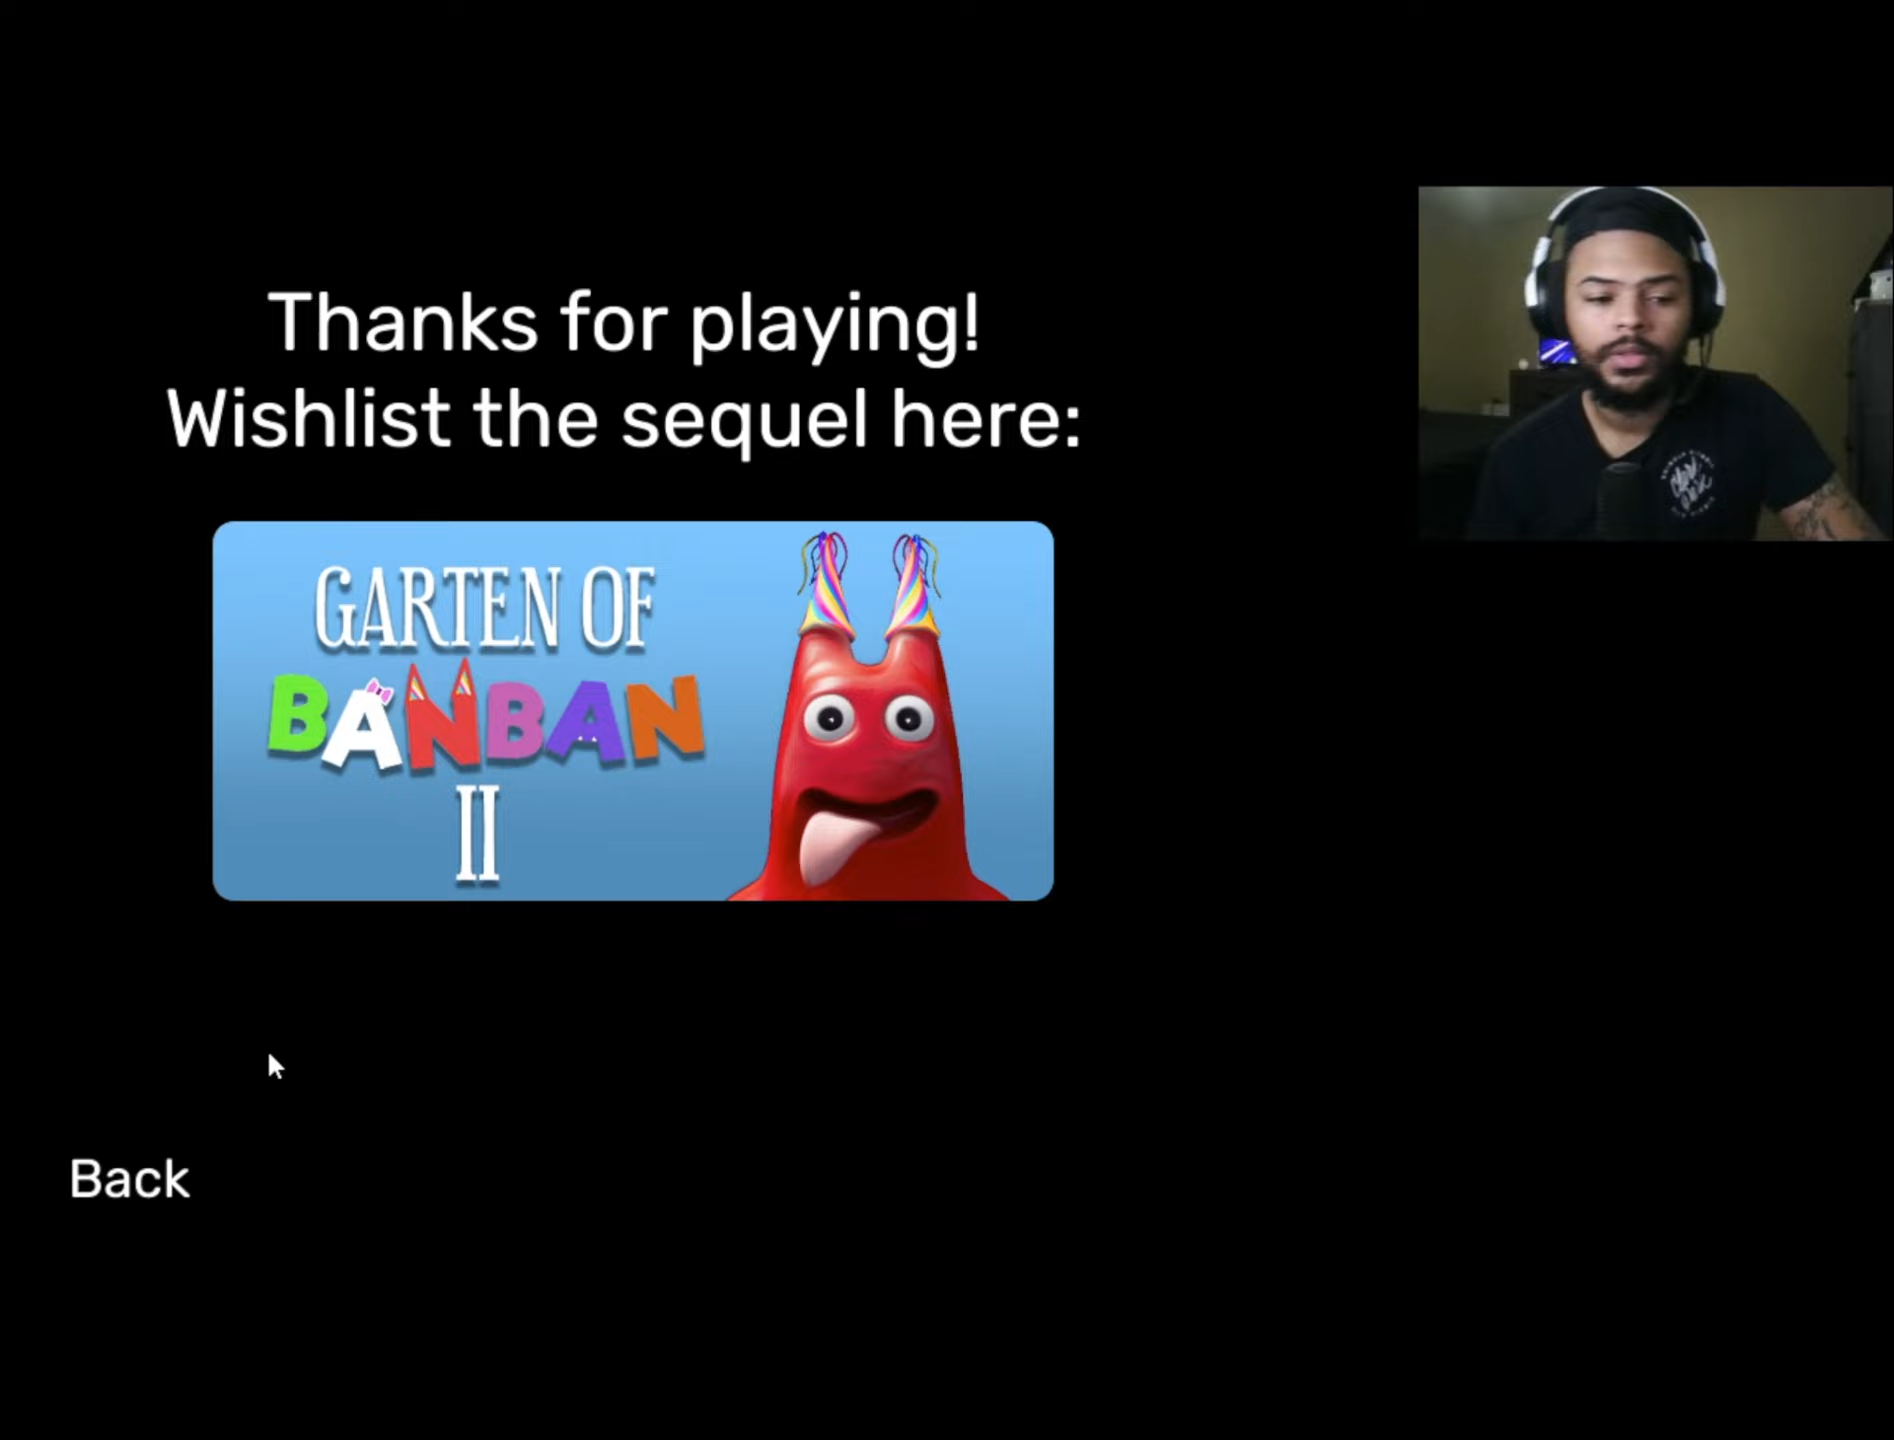 Thanks for playing!
Wishlist the sequel here:
GARTEN OF
BANBAN
II
Back